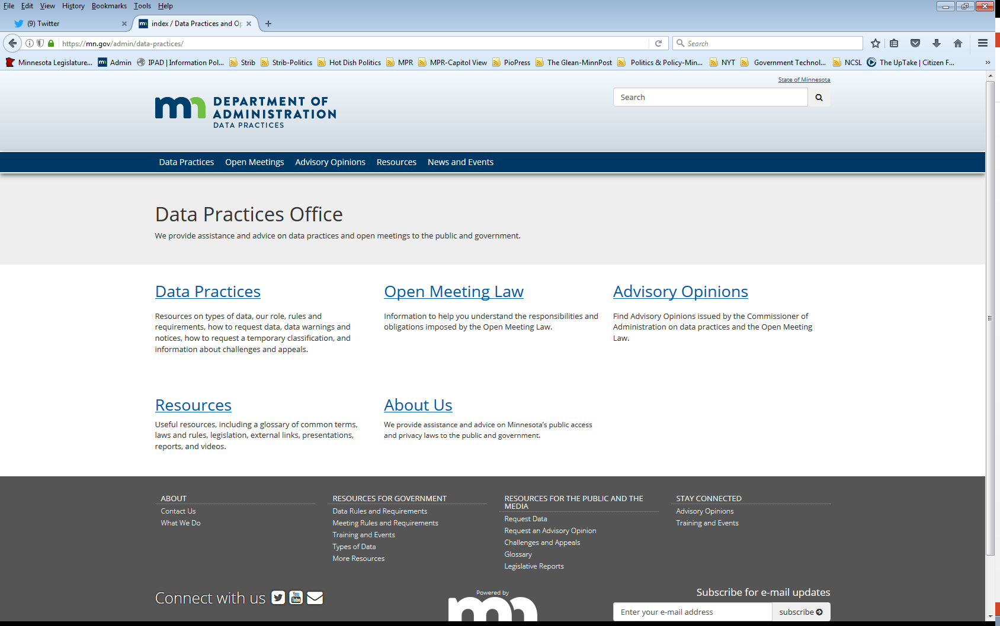 File Edit View History Bookmarks Tools Help
(9) Twitter
index / Data Practices and Op
https://mn.gov/admin/data-practices/
Search
Minnesota Legislature... Admin IPAD | Information Pol... Strib Strib-Politics Hot Dish Politics MPR MPR-Capitol View PioPress The Glean-MinnPost Politics & Policy-Min... NYT Government Technol... NCSL The UpTake | Citizen F...
State of Minnesota
mn DEPARTMENT OF
ADMINISTRATION
DATA PRACTICES
Search
Data Practices Open Meetings Advisory Opinions Resources News and Events
Data Practices Office
We provide assistance and advice on data practices and open meetings to the public and government.
Data Practices
Resources on types of data, our role, rules and
requirements, how to request data, data warnings and
notices, how to request a temporary classification, and
information about challenges and appeals.
Open Meeting Law
Information to help you understand the responsibilities and
obligations imposed by the Open Meeting Law.
Advisory Opinions
Find Advisory Opinions issued by the Commissioner of
Administration on data practices and the Open Meeting
Law.
Resources
Useful resources, including a glossary of common terms,
laws and rules, legislation, external links, presentations,
reports, and videos.
About Us
We provide assistance and advice on Minnesota's public access
and privacy laws to the public and government.
ABOUT
Contact Us
What We Do
RESOURCES FOR GOVERNMENT
Data Rules and Requirements
Meeting Rules and Requirements
Training and Events
Types of Data
More Resources
RESOURCES FOR THE PUBLIC AND THE
MEDIA
Request Data
Request an Advisory Opinion
Challenges and Appeals
Glossary
Legislative Reports
STAY CONNECTED
Advisory Opinions
Training and Events
Connect with us
You
Tube
Powered by
mn
Subscribe for e-mail updates
Enter your e-mail address
subscribe